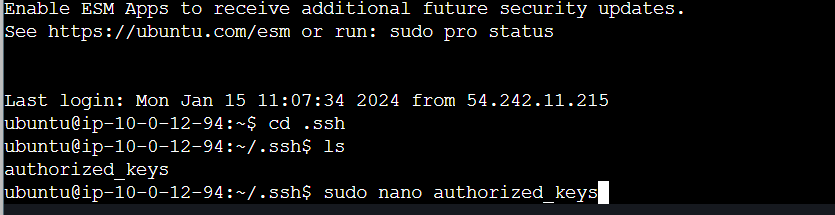 Enable ESM Apps to receive additional future security updates.
See https://ubuntu.com/esm or run: sudo pro status
Last login: Mon Jan 15 11:07:34 2024 from 54.242.11.215
ubuntu@ip-10-0-12-94:~$ cd .ssh
ubuntu@ip-10-0-12-94:~/.ssh$ ls
authorized_keys
ubuntu@ip-10-0-12-94:~/.ssh$ sudo nano authorized_keys